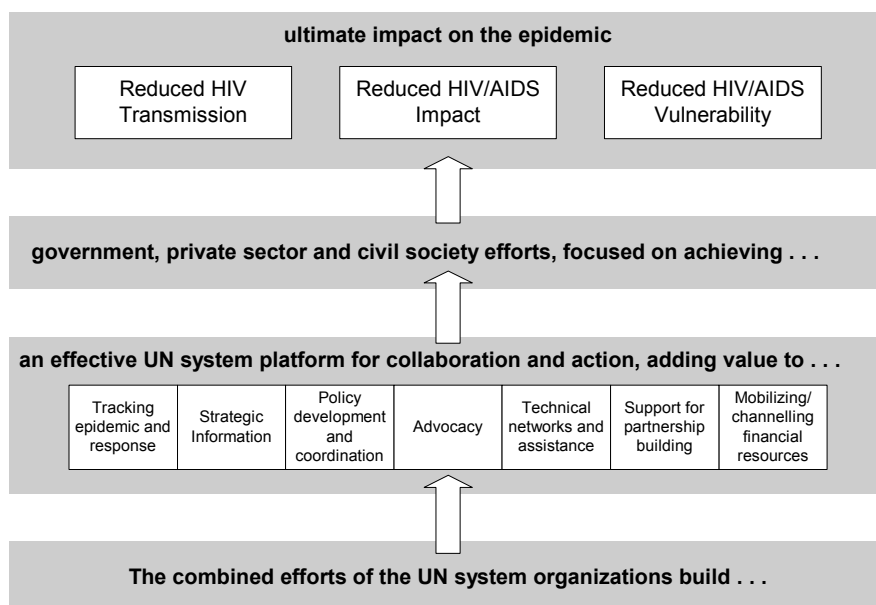 ultimate impact on the epidemic
Reduced HIV
Transmission
Reduced HIV/AIDS
Impact
Reduced HIV/AIDS
Vulnerability
government, private sector and civil society efforts, focused on achieving . . .
an effective UN system platform for collaboration and action, adding value to . . .
Tracking
epidemic and
response
Strategic
Information
Policy
development
and
coordination
Advocacy
Technical
networks and
assistance
Support for
partnership
building
Mobilizing/
channelling
financial
resources
The combined efforts of the UN system organizations build . . .